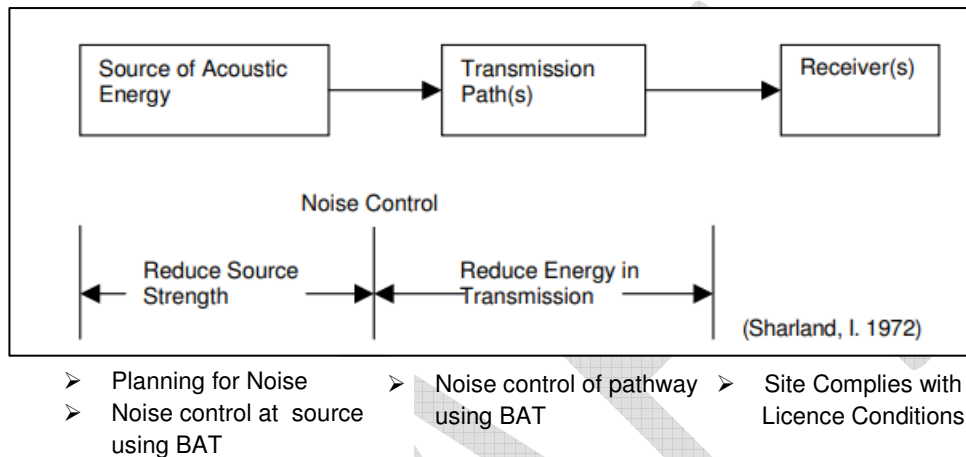 Source of Acoustic
Energy
Transmission
Path(s)
Receiver(s)
Noise Control
Reduce Source
Strength
Reduce Energy in
Transmission
(Sharland, I. 1972)
➢ Planning for Noise
➢ Noise control at source
using BAT
➢ Noise control of pathway
using BAT
➢ Site Complies with
Licence Conditions